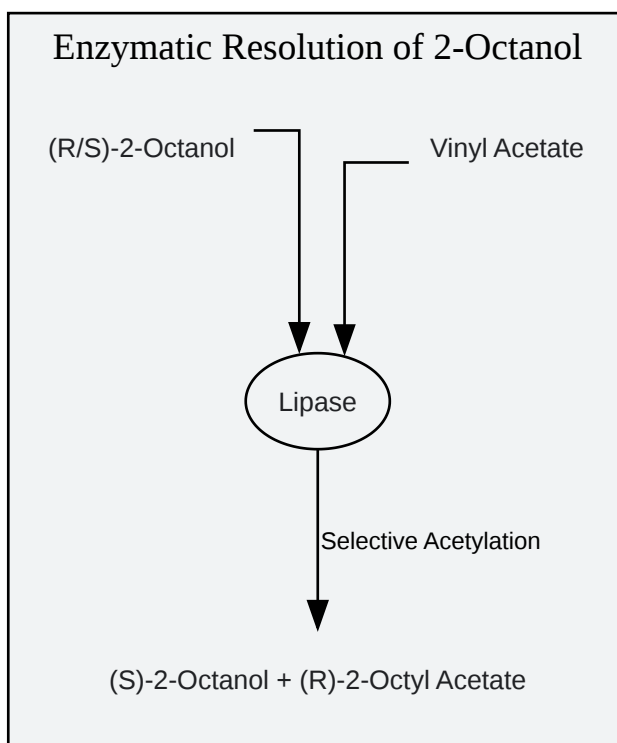 Enzymatic Resolution of 2-Octanol
(R/S)-2-Octanol
Vinyl Acetate
Lipase
Selective Acetylation
(S)-2-Octanol + (R)-2-Octyl Acetate